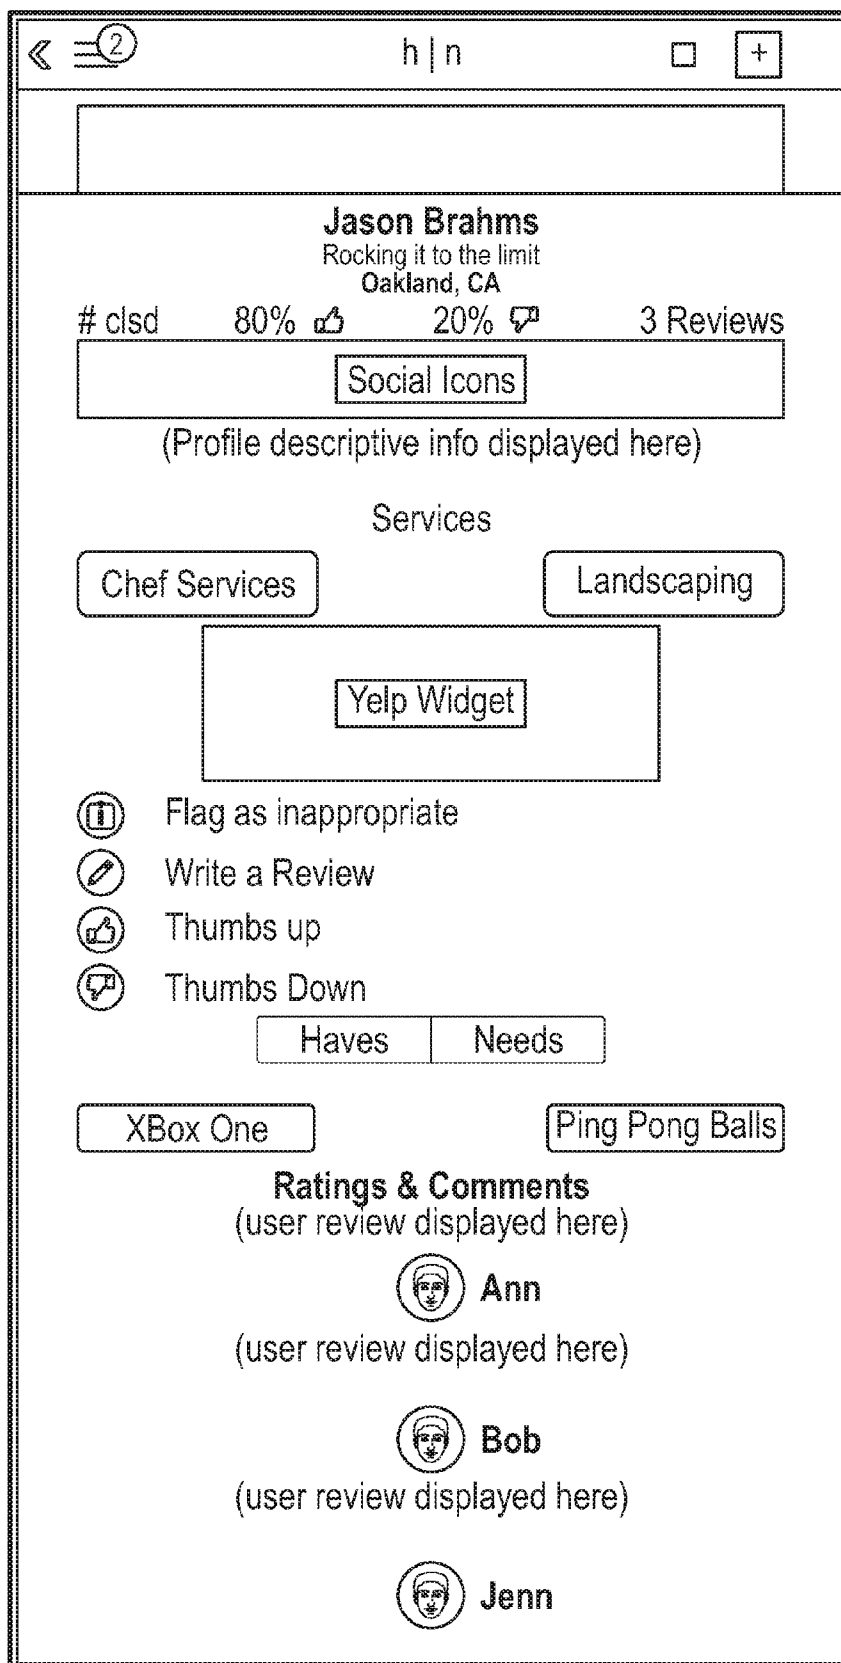 2 h|n +
Jason Brahms
Rocking it to the limit
Oakland, CA
# clsd 80% 20% 3 Reviews
Social Icons
(Profile descriptive info displayed here)
Services
Chef Services Landscaping
Yelp Widget
Flag as inappropriate
Write a Review
Thumbs up
Thumbs Down
Haves Needs
XBox One Ping Pong Balls
Ratings & Comments
(user review displayed here)
Ann
(user review displayed here)
Bob
(user review displayed here)
Jenn